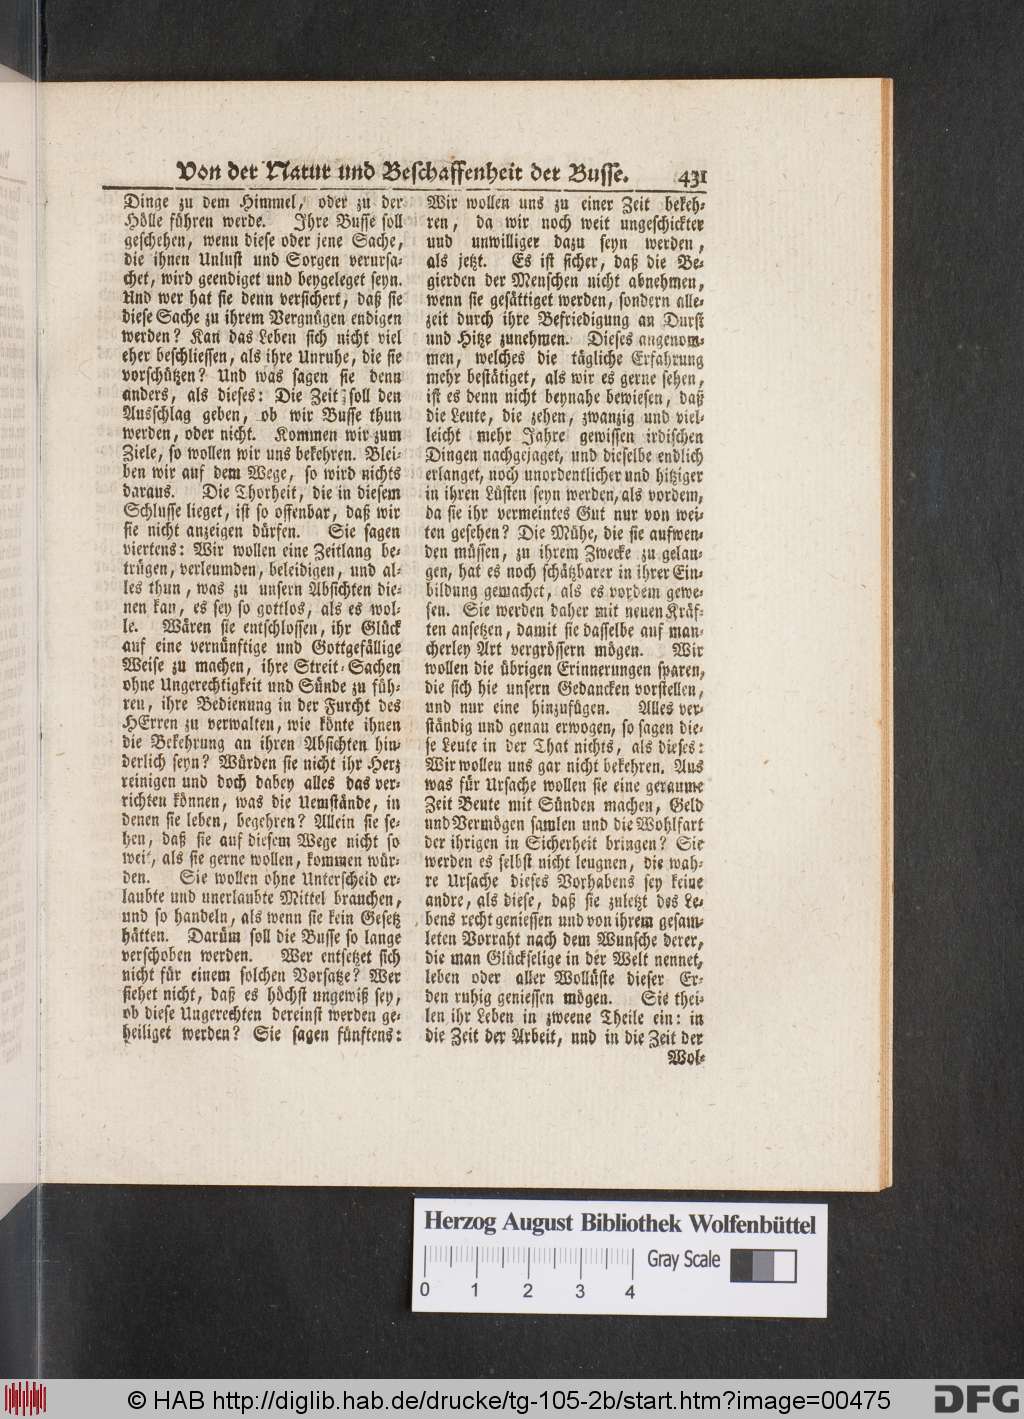 Von der Natur und Beschaffenheit der Busse. 431
Dinge zu dem Himmel, oder zu der
Hölle führen werde. Ihre Busse soll
geschehen, wenn diese oder jene Sache,
die ihnen Unlust und Sorgen verursa-
chet, wird geendiget und beygeleget seyn.
Und wer hat sie denn versichert, daß sie
diese Sache zu ihrem Vergnügen endigen
werden? Kan das Leben sich nicht viel
eher beschliessen, als ihre Unruhe, die sie
vorschützen? Und was sagen sie denn
anders, als dieses: Die Zeit soll den
Ausschlag geben, ob wir Busse thun
werden, oder nicht. Kommen wir zum
Ziele, so wollen wir uns bekehren. Blei-
ben wir auf dem Wege, so wird nichts
daraus. Die Thorheit, die in diesem
Schlusse lieget, ist so offenbar, daß wir
sie nicht anzeigen dürfen. Sie sagen
viertens: Wir wollen eine Zeitlang be-
trügen, verleumden, beleidigen, und al-
les thun, was zu unsern Absichten die-
nen kan, es sey so gottlos, als es wol-
le. Wären sie entschlossen, ihr Glück
auf eine vernünftige und Gottgefällige
Weise zu machen, ihre Streit-Sachen
ohne Ungerechtigkeit und Sünde zu füh-
ren, ihre Bedienung in der Furcht des
HErren zu verwalten, wie könte ihnen
die Bekehrung an ihren Absichten hin-
derlich seyn? Würden sie nicht ihr Herz
reinigen und doch dabey alles das ver-
richten können, was die Uemstände, in
denen sie leben, begehren? Allein sie se-
hen, daß sie auf diesem Wege nicht so
weit, als sie gerne wollen, kommen wür-
den. Sie wollen ohne Unterscheid er-
laubte und unerlaubte Mittel brauchen,
und so handeln, als wenn sie kein Gesetz
hätten. Darüm soll die Busse so lange
verschoben werden. Wer entsetzet sich
nicht für einem solchen Vorsatze? Wer
siehet nicht, daß es höchst ungewiß sey,
ob diese Ungerechten dereinst werden ge-
heiliget werden? Sie sagen fünftens:
Wir wollen uns zu einer Zeit bekeh-
ren, da wir noch weit ungeschickter
und unwilliger dazu seyn werden,
als jetzt. Es ist sicher, daß die Be-
gierden der Menschen nicht abnehmen,
wenn sie gesättiget werden, sondern alle-
zeit durch ihre Befriedigung an Durst
und Hitze zunehmen. Dieses angenom-
men, welches die tägliche Erfahrung
mehr bestätiget, als wir es gerne sehen,
ist es denn nicht beynahe bewiesen, daß
die Leute, die zehen, zwanzig und viel-
leicht mehr Jahre gewissen irdischen
Dingen nachgejaget, und dieselbe endlich
erlanget, noch unordentlicher und hitziger
in ihren Lüsten seyn werden, als vordem,
da sie ihr vermeintes Gut nur von wei-
ten gesehen? Die Mühe, die sie aufwen-
den müssen, zu ihrem Zwecke zu gelan-
gen, hat es noch schätzbarer in ihrer Ein-
bildung gemachet, als es vordem gewe-
sen. Sie werden daher mit neuen Kräf-
ten ansetzen, damit sie dasselbe auf man-
cherley Art vergrössern mögen. Wir
wollen die übrigen Erinnerungen sparen,
die sich hie unsern Gedancken vorstellen,
und nur eine hinzufügen. Alles ver-
ständig und genau erwogen, so sagen die-
se Leute in der That nichts, als dieses:
Wir wollen uns gar nicht bekehren. Aus
was für Ursache wollen sie eine geraume
Zeit Beute mit Sünden machen, Geld
und Vermögen samlen und die Wohlfart
der ihrigen in Sicherheit bringen? Sie
werden es selbst nicht leugnen, die wah-
re Ursache dieses Vorhabens sey keine
andre, als diese, daß sie zuletzt des Le-
bens recht geniessen und von ihrem gesam-
leten Vorraht nach dem Wunsche derer,
die man Glückselige in der Welt nennet,
leben oder aller Wollüste dieser Er-
den ruhig geniessen mögen. Sie thei-
len ihr Leben in zweene Theile ein: in
die Zeit der Arbeit, und in die Zeit der
Wol-
Herzog August Bibliothek Wolfenbüttel
Gray Scale
0 1 2 3 4
© HAB http://diglib.hab.de/drucke/tg-105-2b/start.htm?image=00475
DFG